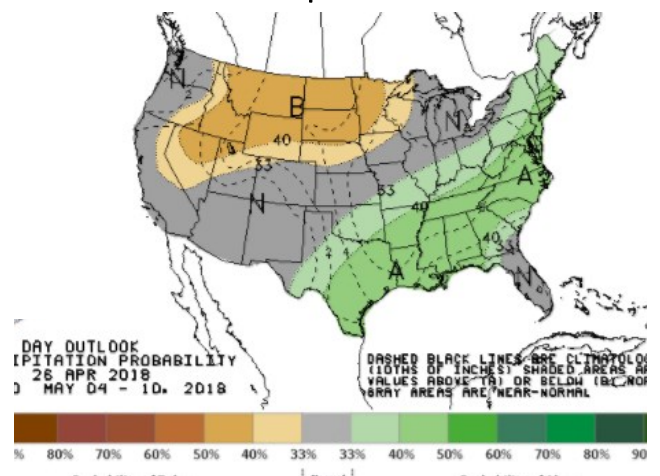 N
B
N
40
33
N
33
40
A
40
33
A
N
DAY OUTLOOK
IPITATION PROBABILITY
26 APR 2018
MAY 04 - 10, 2018
DASHED BLACK LINES ARE CLIMATOLOG
(10THS OF INCHES) SHADED AREAS AR
VALUES ABOVE (A) OR BELOW (B) NOR
GRAY AREAS ARE NEAR-NORMAL
% 80% 70% 60% 50% 40% 33% 33% 40% 50% 60% 70% 80% 90